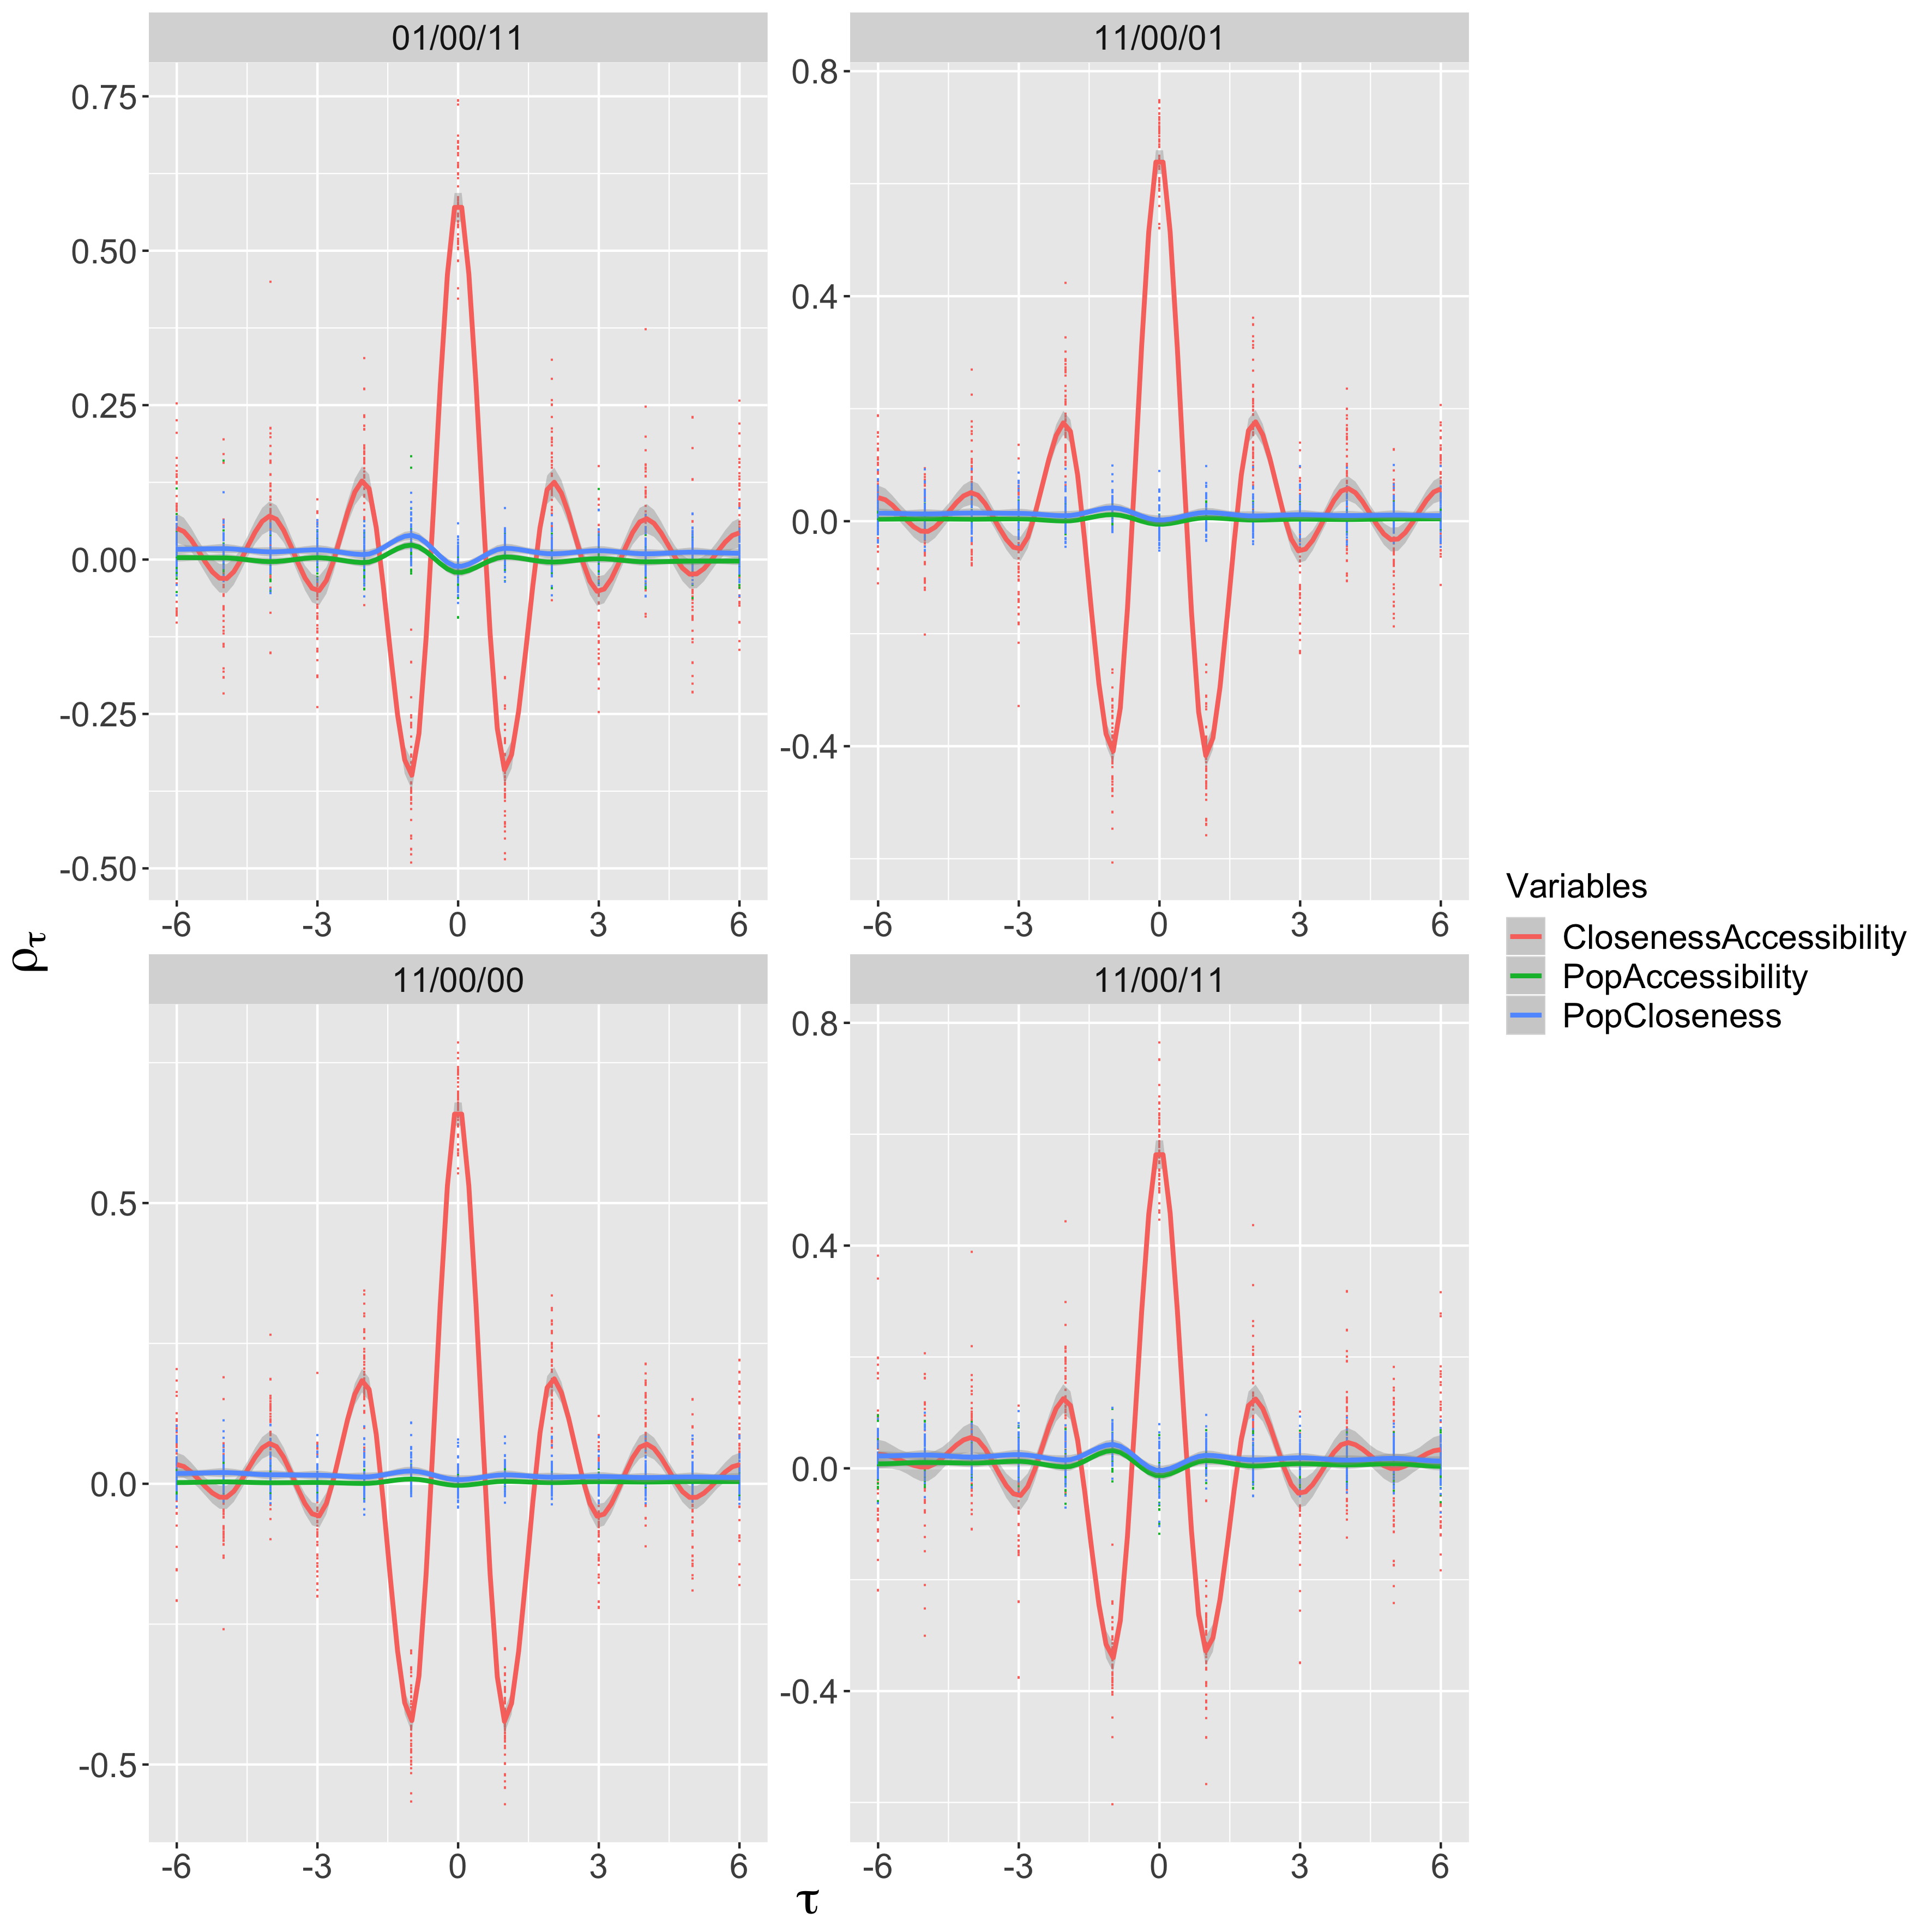 01/00/11
11/00/01
0.75
0.50
0.25
0.00
-0.25
-0.50
0.8
0.4
0.0
-0.4
-6 -3 0 3 6
-6 -3 0 3 6
ρτ
11/00/00
11/00/11
0.5
0.0
-0.5
0.8
0.4
0.0
-0.4
-6 -3 0 3 6
-6 -3 0 3 6
τ
Variables
ClosenessAccessibility
PopAccessibility
PopCloseness